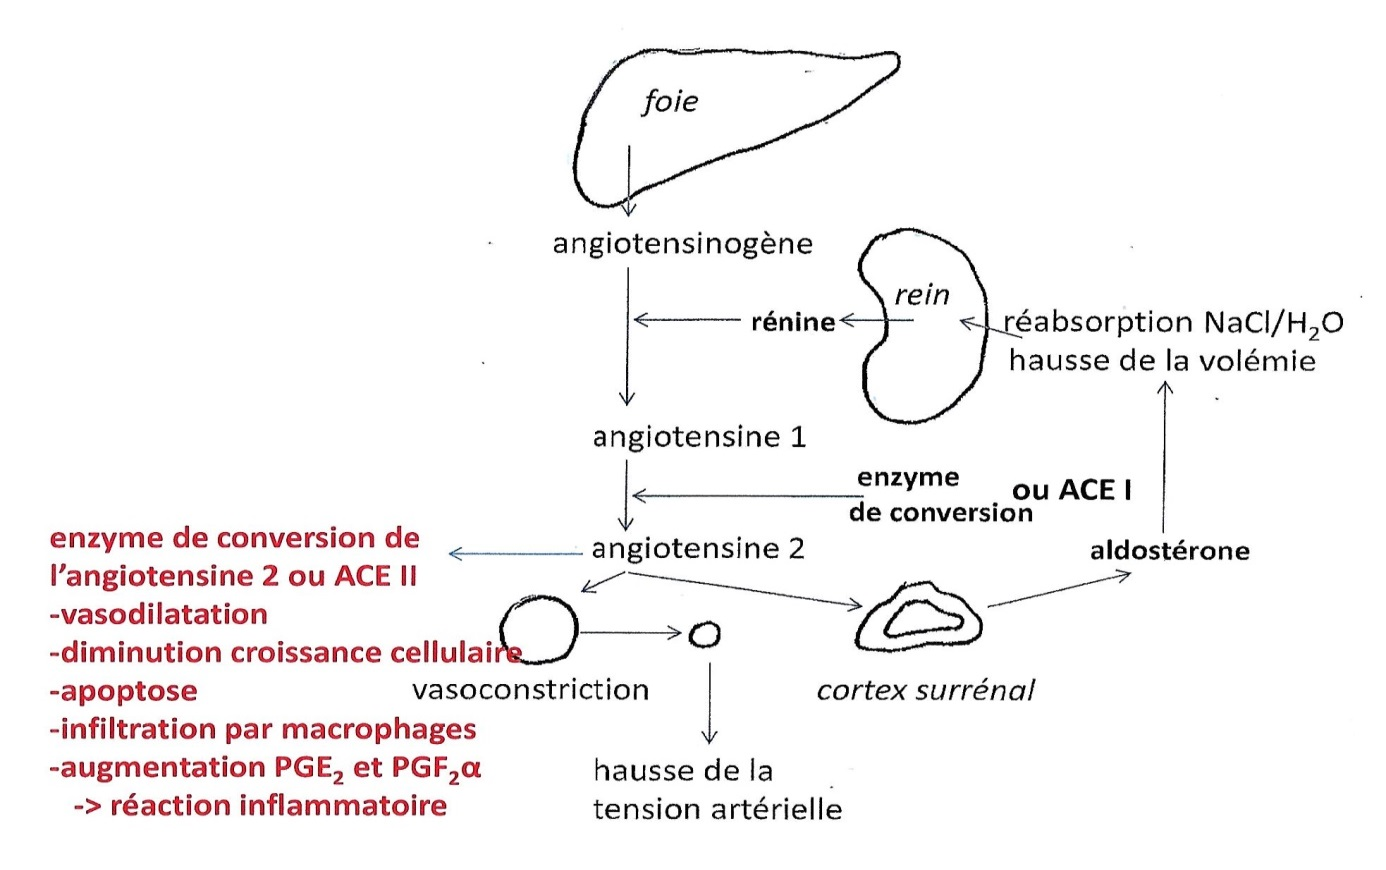 foie
angiotensinogène
rein
rénine
réabsorption NaCl/H₂O
hausse de la volémie
angiotensine 1
enzyme
de conversion
ou ACE I
angiotensine 2
aldostérone
enzyme de conversion de
l'angiotensine 2 ou ACE II
-vasodilatation
-diminution croissance cellulaire
-apoptose
-infiltration par macrophages
-augmentation PGE₂ et PGF₂α
-> réaction inflammatoire
vasoconstriction
cortex surrénal
hausse de la
tension artérielle